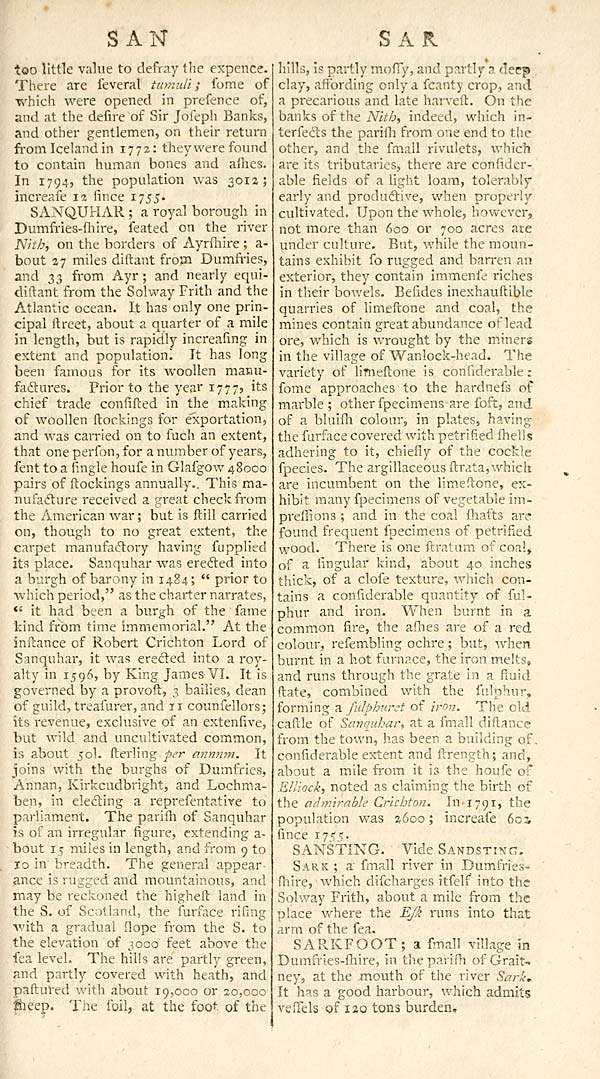 SAN
too little value to defray the expence.
There are ſeveral tumuli; ſome of
which were opened in preſence of,
and at the deſire of Sir Joſeph Banks,
and other gentlemen, on their return
from Iceland in 1772: they were found
to contain human bones and aſhes.
In 1794, the population was 3012;
increaſe 12 ſince 1755.
SANQUHAR; a royal borough in
Dumfries-ſhire, ſeated on the river
Nith, on the borders of Ayrſhire; a-
bout 27 miles diſtant from Dumfries,
and 33 from Ayr; and nearly equi-
diſtant from the Solway Frith and the
Atlantic ocean. It has only one prin-
cipal ſtreet, about a quarter of a mile
in length, but is rapidly increaſing in
extent and population. It has long
been famous for its woollen manu-
factures. Prior to the year 1777, its
chief trade conſiſted in the making
of woollen ſtockings for exportation,
and was carried on to ſuch an extent,
that one perſon, for a number of years,
ſent to a ſingle houſe in Glaſgow 48000
pairs of ſtockings annually. This ma-
nufacture received a great check from
the American war; but is ſtill carried
on, though to no great extent, the
carpet manufactory having ſupplied
its place. Sanquhar was erected into
a burgh of barony in 1484; “ prior to
which period,” as the charter narrates,
“ it had been a burgh of the ſame
kind from time immemorial.” At the
inſtance of Robert Crichton Lord of
Sanquhar, it was erected into a roy-
alty in 1596, by King James VI. It is
governed by a provoſt, 3 bailies, dean
of guild, treaſurer, and 11 counſellors;
its revenue, excluſive of an extenſive,
but wild and uncultivated common,
is about 50l. ſterling per annnm. It
joins with the burghs of Dumfries,
Annan, Kirkcudbright, and Lochma-
ben, in electing a repreſentative to
parliament. The pariſh of Sanquhar
is of an irregular figure, extending a-
bout 15 miles in length, and from 9 to
10 in breadth. The general appear
ance is rugged and mountainous, and
may be reckoned the higheſt land in
the S. of Scotland, the ſurface riſing
with a gradual ſlope from the S. to
the elevation of 3000 feet above the
ſea level. The hills are partly green,
and partly covered with heath, and
paſtured with about 19,000 or 20,000
ſheep. The ſoil, at the foot of the
SAR
hills, is partly moſſy, and partly a deep
clay, affording only a ſcanty crop, and
a precarious and late harveſt. On the
banks of the Nith, indeed, which in-
terſects the pariſh from one end to the
other, and the ſmall rivulets, which
are its tributaries, there are conſider-
able fields of a light loam, tolerably
early and productive, when properly
cultivated. Upon the whole, however,
not more than 600 or 700 acres are
under culture. But, while the moun-
tains exhibit ſo rugged and barren an
exterior, they contain immenſe riches
in their bowels. Beſides inexhauſtible
quarries of limeſtone and coal, the
mines contain great abundance of lead
ore, which is wrought by the miners
in the village of Wanlock-head. The
variety of limeſtone is conſiderable:
ſome approaches to the hardneſs of
marble; other ſpecimens are ſoft, and
of a bluiſh colour, in plates, having
the ſurface covered with petrified ſhells
adhering to it, chiefly of the cockle
ſpecies. The argillaceous ſtrata, which
are incumbent on the limeſtone, ex-
hibit many ſpecimens of vegetable im-
preſſions; and in the coal ſhafts are
found frequent ſpecimens of petrified
wood. There is one ſtratum of coal,
of a ſingular kind, about 40 inches
thick, of a cloſe texture, which con-
tains a conſiderable quantity of ſul-
phur and iron. When burnt in a
common fire, the aſhes are of a red
colour, reſembling ochre; but, when
burnt in a hot furnace, the iron melts,
and runs through the grate in a fluid
ſtate, combined with the ſulphur,
forming a ſulphuret of iron. The old
caſtle of Sanquhar, at a ſmall diſtance
from the town, has been a building of
conſiderable extent and ſtrength; and,
about a mile from it is the houſe of
Elliock, noted as claiming the birth of
the admirable Crichton. In 1791, the
population was 2600; increaſe 602
ſince 1755.
SANSTING. Vide SANDSTING.
SARK; a ſmall river in Dumfries-
ſhire, which diſcharges itſelf into the
Solway Frith, about a mile from the
place where the Eſk runs into that
arm of the ſea.
SARKFOOT; a ſmall village in
Dumfries-ſhire, in the pariſh of Grait-
ney, at the mouth of the river Sark.
It has a good harbour, which admits
veſſels of 120 tons burden.